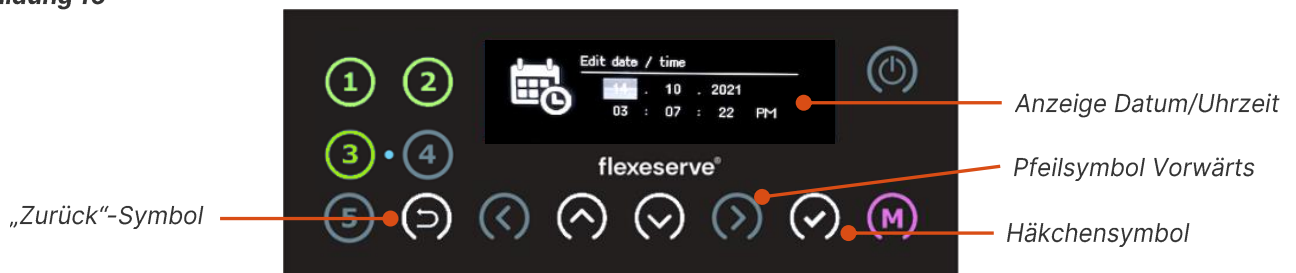 1 2
Edit date / time
14 . 10 . 2021
03 : 07 : 22 PM
Anzeige Datum/Uhrzeit
3 4
flexeserve®
Pfeilsymbol Vorwärts
„Zurück“-Symbol
5
M
Häkchensymbol